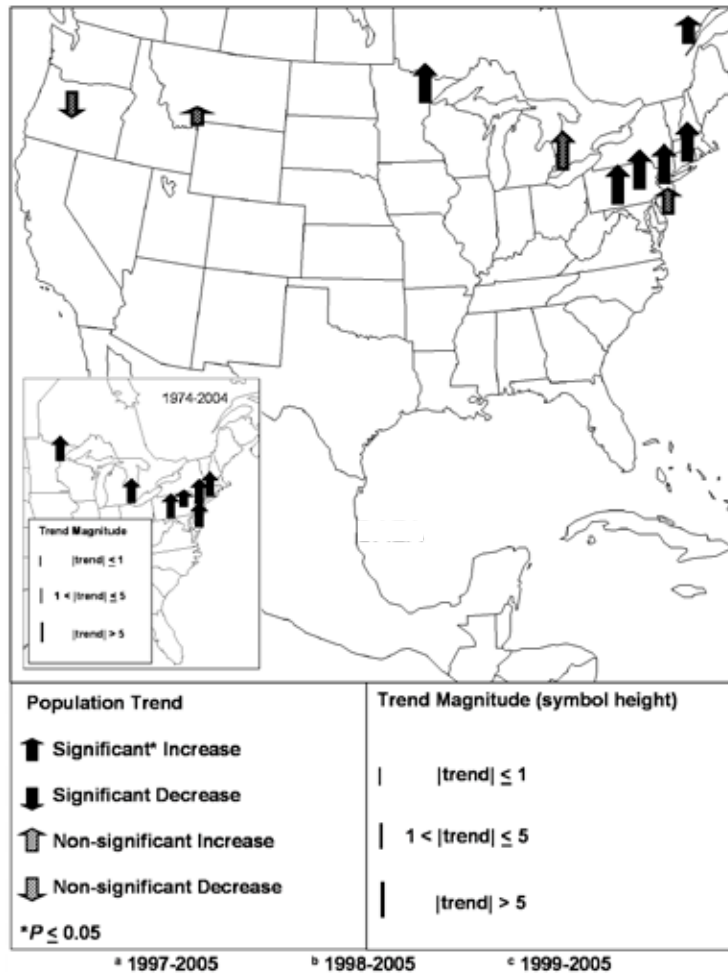 1974-2004
Trend Magnitude
|trend| ≤ 1
1 < |trend| ≤ 5
|trend| > 5
Population Trend
Significant* Increase
Significant Decrease
Non-significant Increase
Non-significant Decrease
*P ≤ 0.05
Trend Magnitude (symbol height)
|trend| ≤ 1
1 < |trend| ≤ 5
|trend| > 5
ᵃ 1997-2005 ᵇ 1998-2005 ᶜ 1999-2005